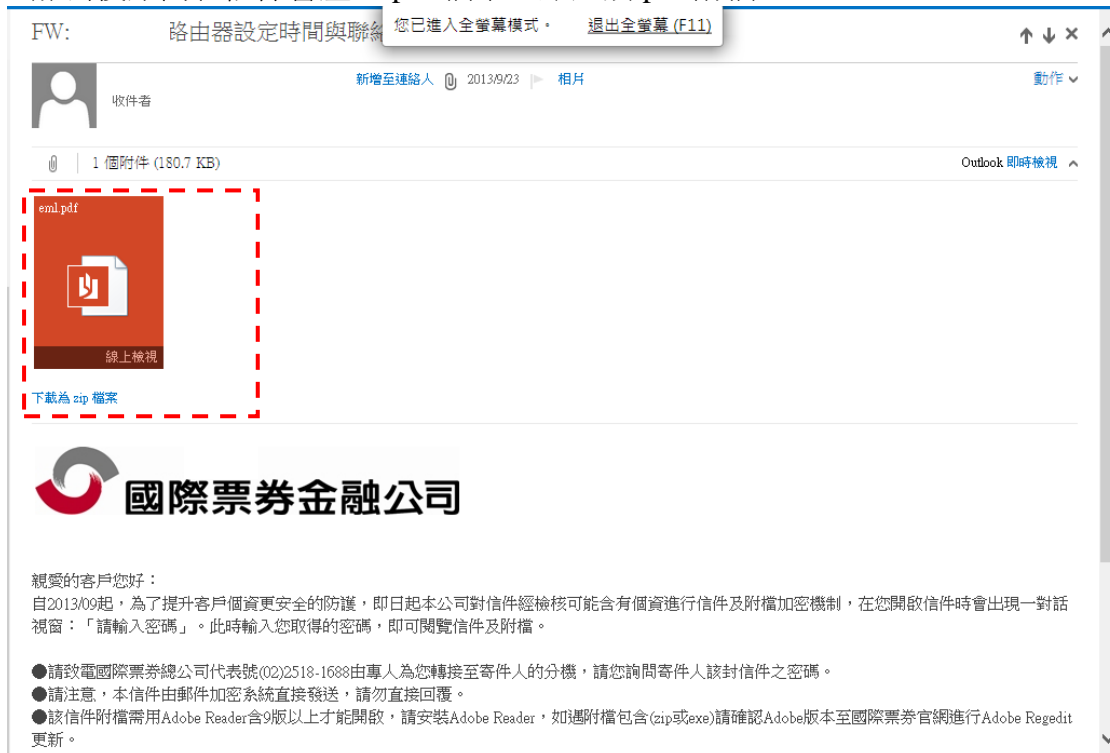 FW: 路由器設定時間與聯絡
您已進入全螢幕模式。 退出全螢幕 (F11)
新增至連絡人 2013/9/23 相片
動作
收件者
1 個附件 (180.7 KB)
Outlook 即時檢視
eml.pdf
線上檢視
下載為 zip 檔案
國際票券金融公司
親愛的客戶您好：
自2013/09起，為了提升客戶個資更安全的防護，即日起本公司對信件經檢核可能含有個資進行信件及附檔加密機制，在您開啟信件時會出現一對話
視窗：「請輸入密碼」。此時輸入您取得的密碼，即可閱覽信件及附檔。
●請致電國際票券總公司代表號(02)2518-1688由專人為您轉接至寄件人的分機，請您詢問寄件人該封信件之密碼。
●請注意，本信件由郵件加密系統直接發送，請勿直接回覆。
●該信件附檔需用Adobe Reader含9版以上才能開啟，請安裝Adobe Reader，如遇附檔包含(zip或exe)請確認Adobe版本至國際票券官網進行Adobe Regedit
更新。